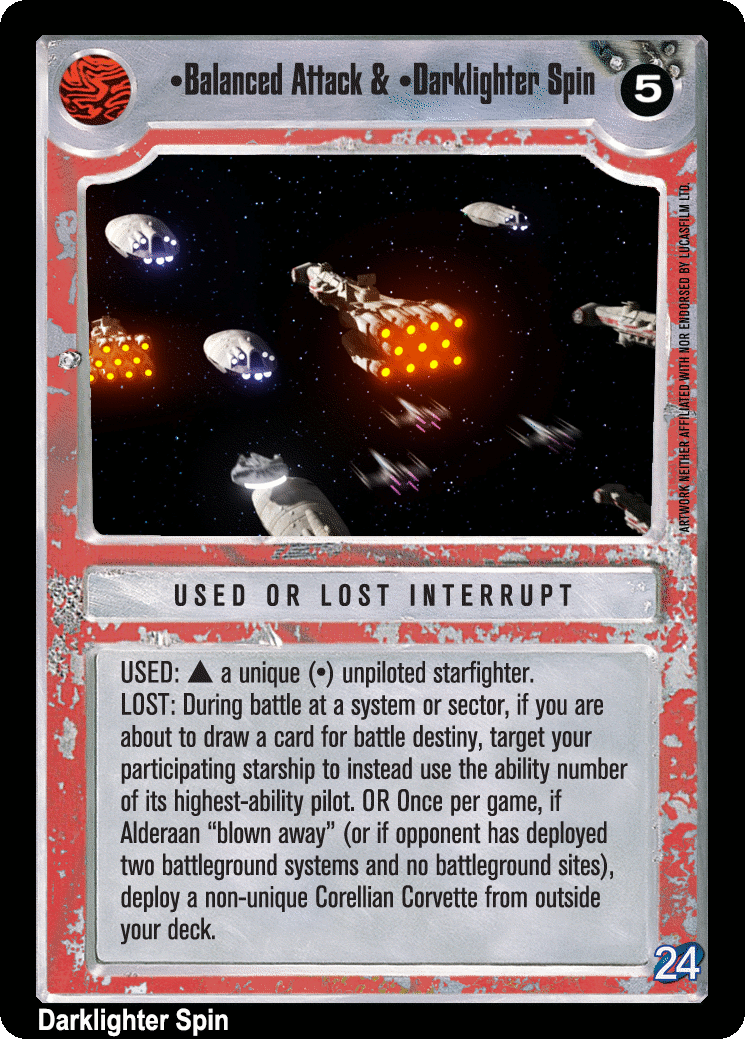 •Balanced Attack & •Darklighter Spin
5
ARTWORK NEITHER AFFILIATED WITH NOR ENDORSED BY LUCASFILM LTD.
USED OR LOST INTERRUPT
USED: ▲ a unique (•) unpiloted starfighter.
LOST: During battle at a system or sector, if you are
about to draw a card for battle destiny, target your
participating starship to instead use the ability number
of its highest-ability pilot. OR Once per game, if
Alderaan “blown away” (or if opponent has deployed
two battleground systems and no battleground sites),
deploy a non-unique Corellian Corvette from outside
your deck.
24
Darklighter Spin